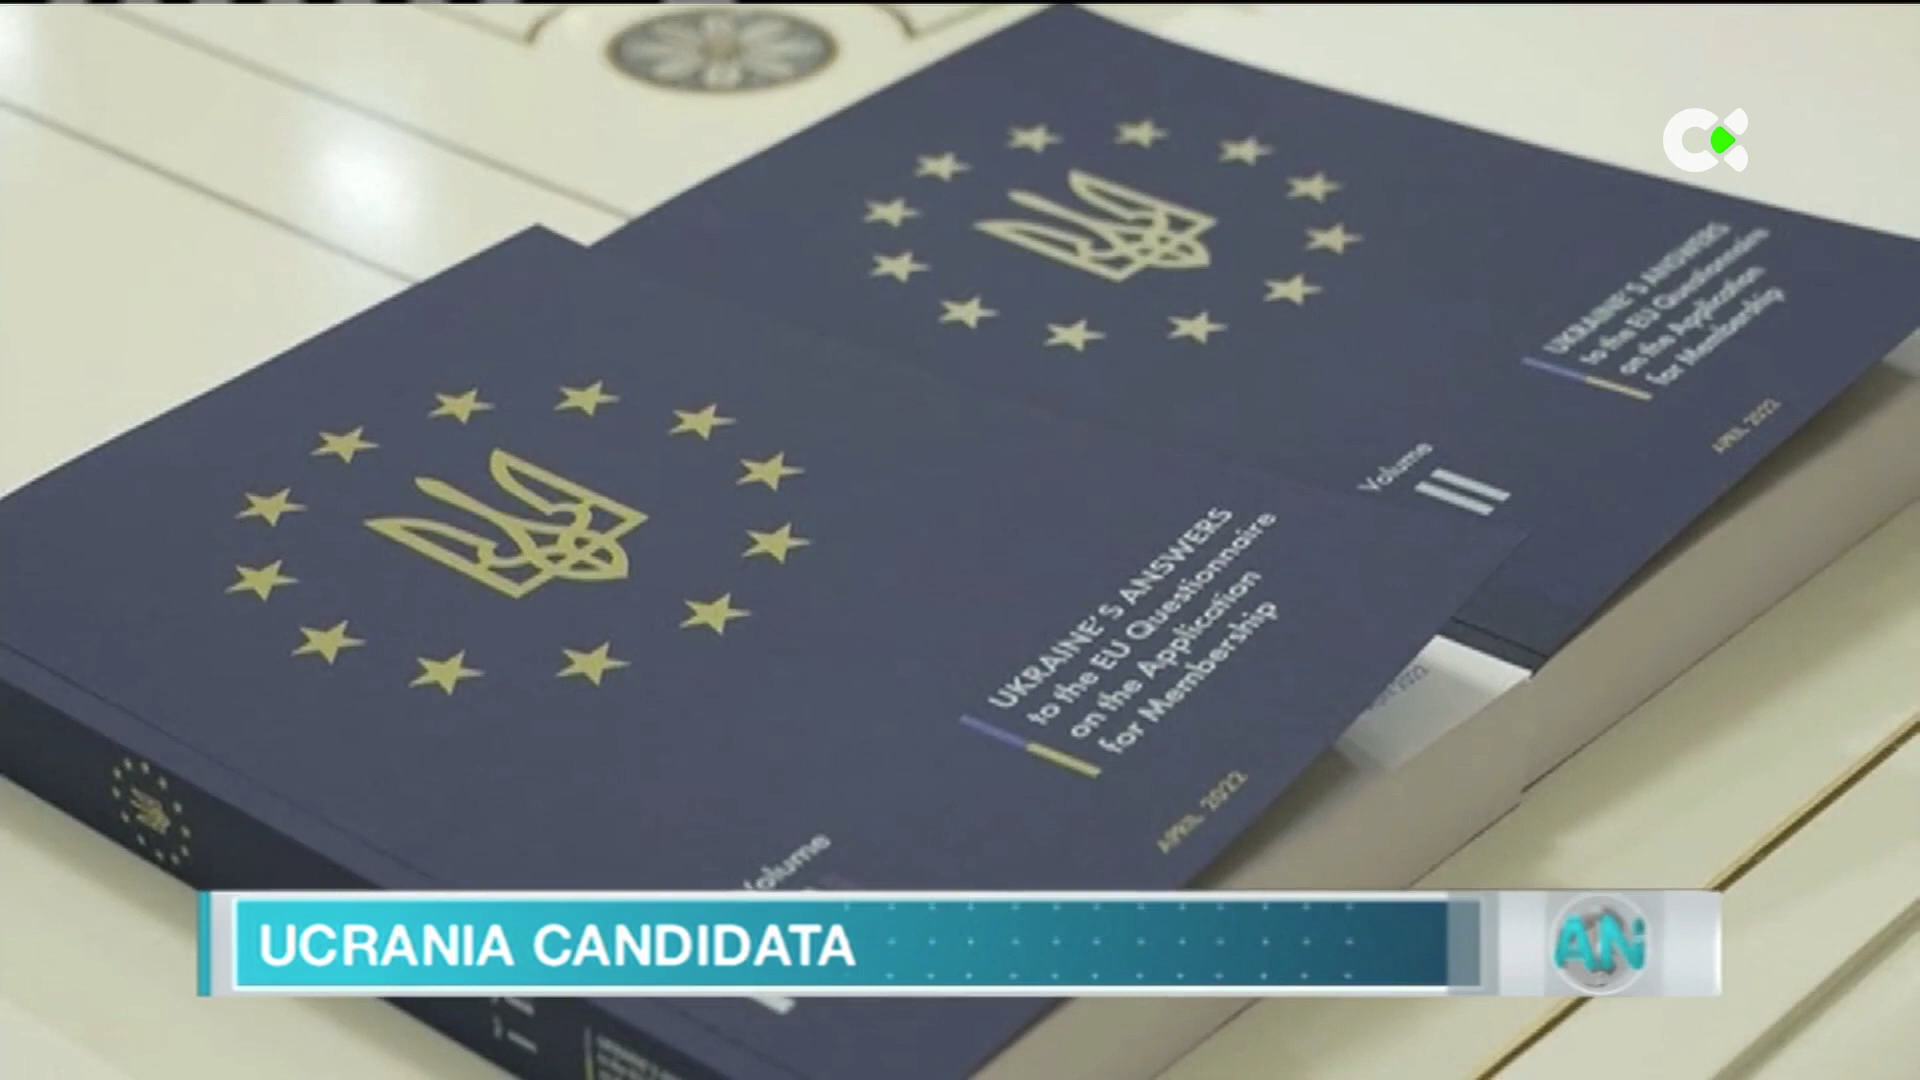 UKRAINE'S ANSWERS
to the EU Questionnaire
on the Application
for Membership
APRIL 2022
Volume
II
UKRAINE'S ANSWERS
to the EU Questionnaire
on the Application
for Membership
APRIL 2022
Volume
UCRANIA CANDIDATA
AN